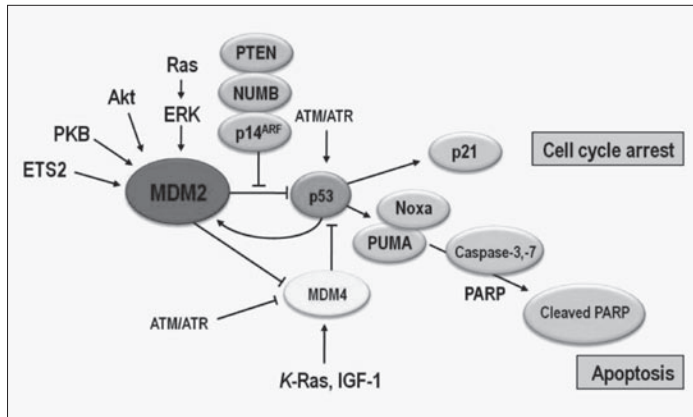 PTEN
Ras
NUMB
Akt
ERK
ATM/ATR
p14ARF
PKB
p21
Cell cycle arrest
ETS2
MDM2
p53
Noxa
PUMA
Caspase-3,-7
MDM4
PARP
Cleaved PARP
ATM/ATR
K-Ras, IGF-1
Apoptosis